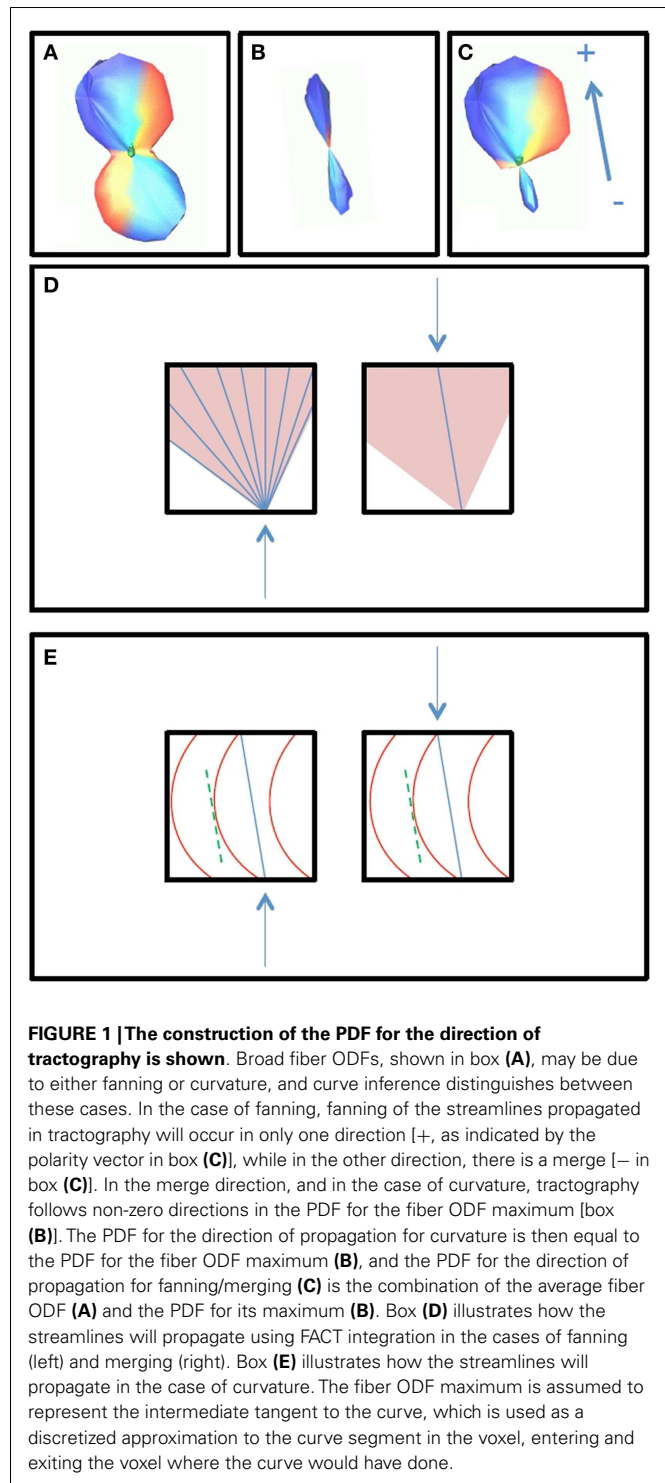 A
B
C
+
-
D
E
FIGURE 1 | The construction of the PDF for the direction of
tractography is shown. Broad fiber ODFs, shown in box (A), may be due
to either fanning or curvature, and curve inference distinguishes between
these cases. In the case of fanning, fanning of the streamlines propagated
in tractography will occur in only one direction [+, as indicated by the
polarity vector in box (C)], while in the other direction, there is a merge [− in
box (C)]. In the merge direction, and in the case of curvature, tractography
follows non-zero directions in the PDF for the fiber ODF maximum [box
(B)]. The PDF for the direction of propagation for curvature is then equal to
the PDF for the fiber ODF maximum (B), and the PDF for the direction of
propagation for fanning/merging (C) is the combination of the average fiber
ODF (A) and the PDF for its maximum (B). Box (D) illustrates how the
streamlines will propagate using FACT integration in the cases of fanning
(left) and merging (right). Box (E) illustrates how the streamlines will
propagate in the case of curvature. The fiber ODF maximum is assumed to
represent the intermediate tangent to the curve, which is used as a
discretized approximation to the curve segment in the voxel, entering and
exiting the voxel where the curve would have done.